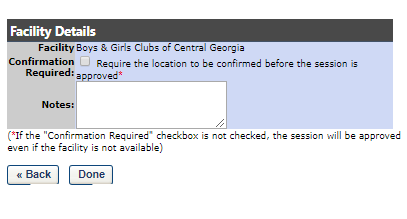 Facility Details
Facility Boys & Girls Clubs of Central Georgia
Confirmation Required: Require the location to be confirmed before the session is
approved*
Notes:
(*If the "Confirmation Required" checkbox is not checked, the session will be approved
even if the facility is not available)
« Back Done